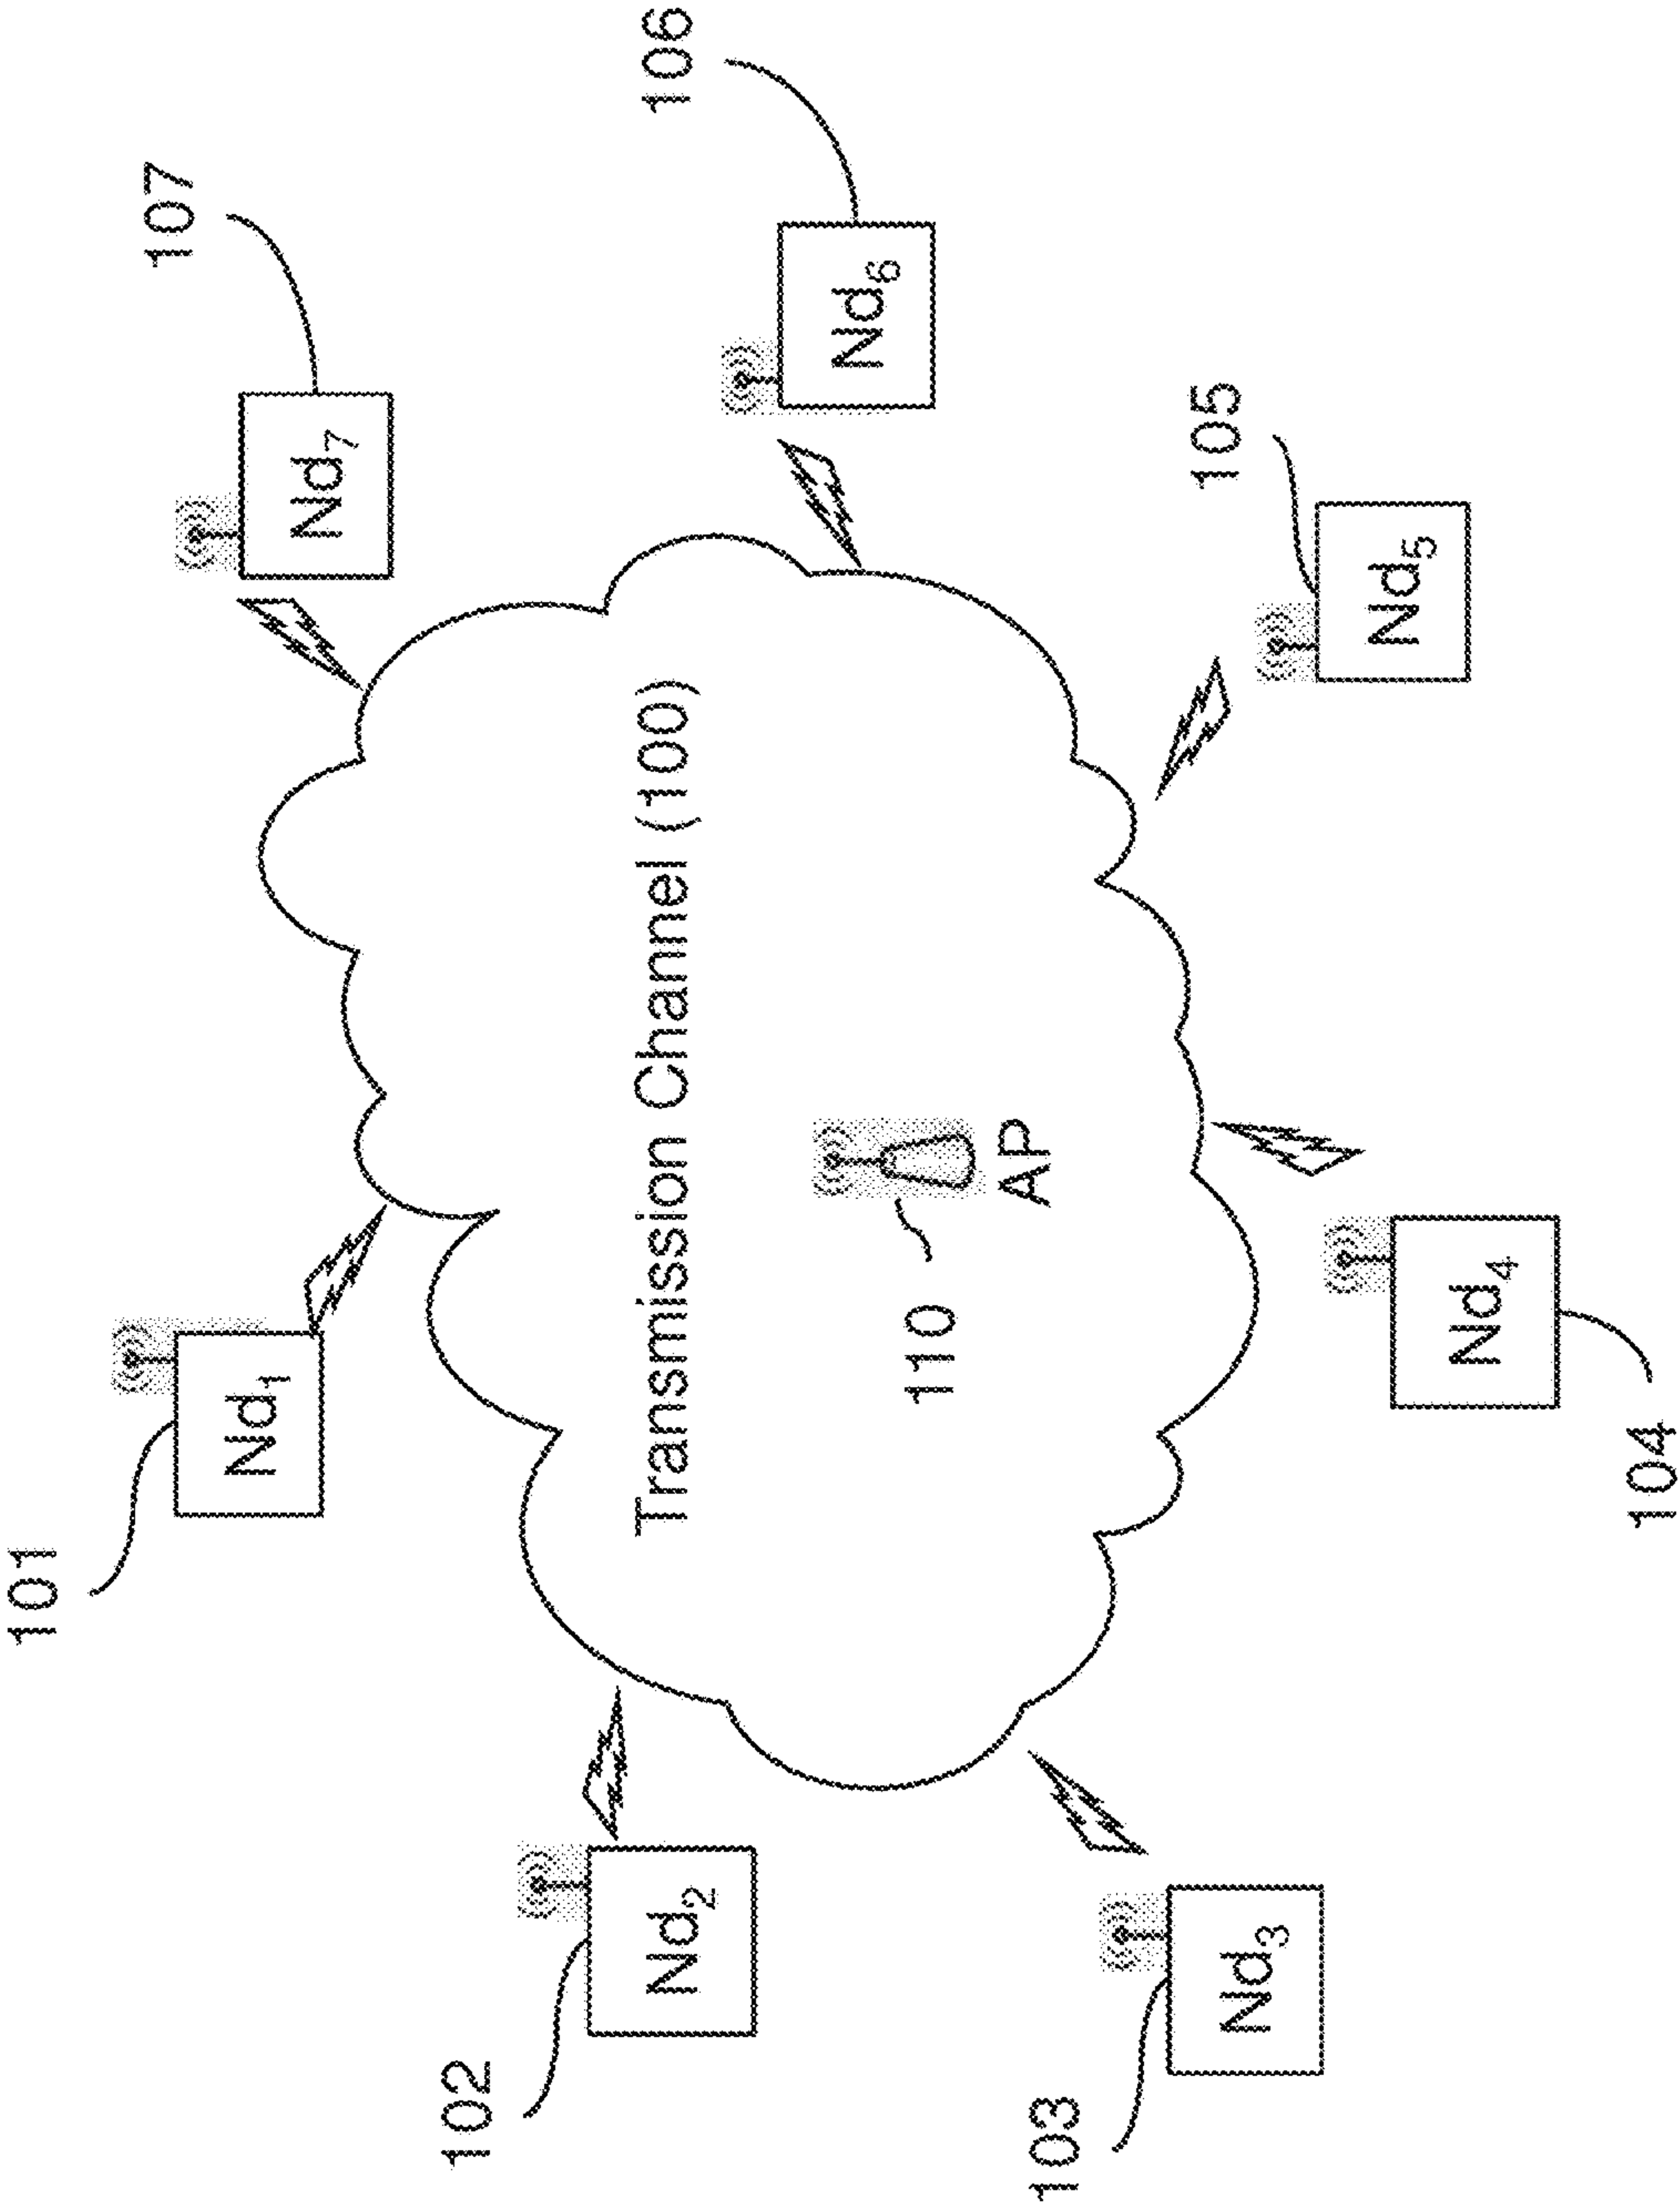 101
Nd1
107
Nd7
102
Nd2
Transmission Channel (100)
106
Nd6
110
AP
103
Nd3
105
Nd5
104
Nd4